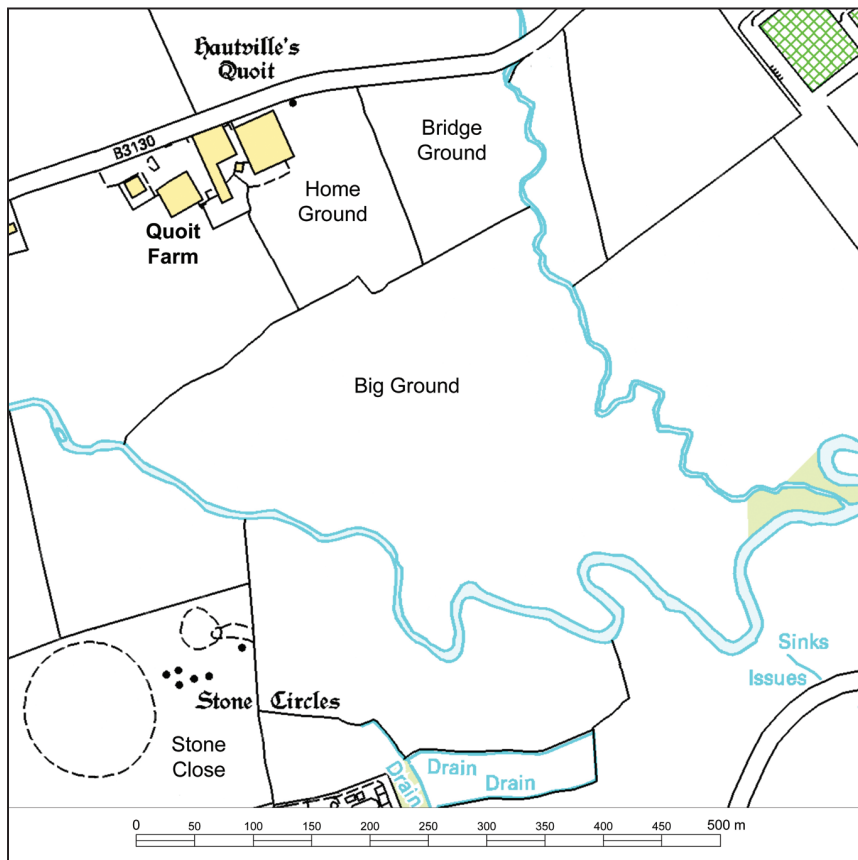 Hautville's
Quoit
B3130
Bridge
Ground
Home
Ground
Quoit
Farm
Big Ground
Sinks
Issues
Stone Circles
Stone
Close
Drain
Drain
Drain
0 50 100 150 200 250 300 350 400 450 500 m